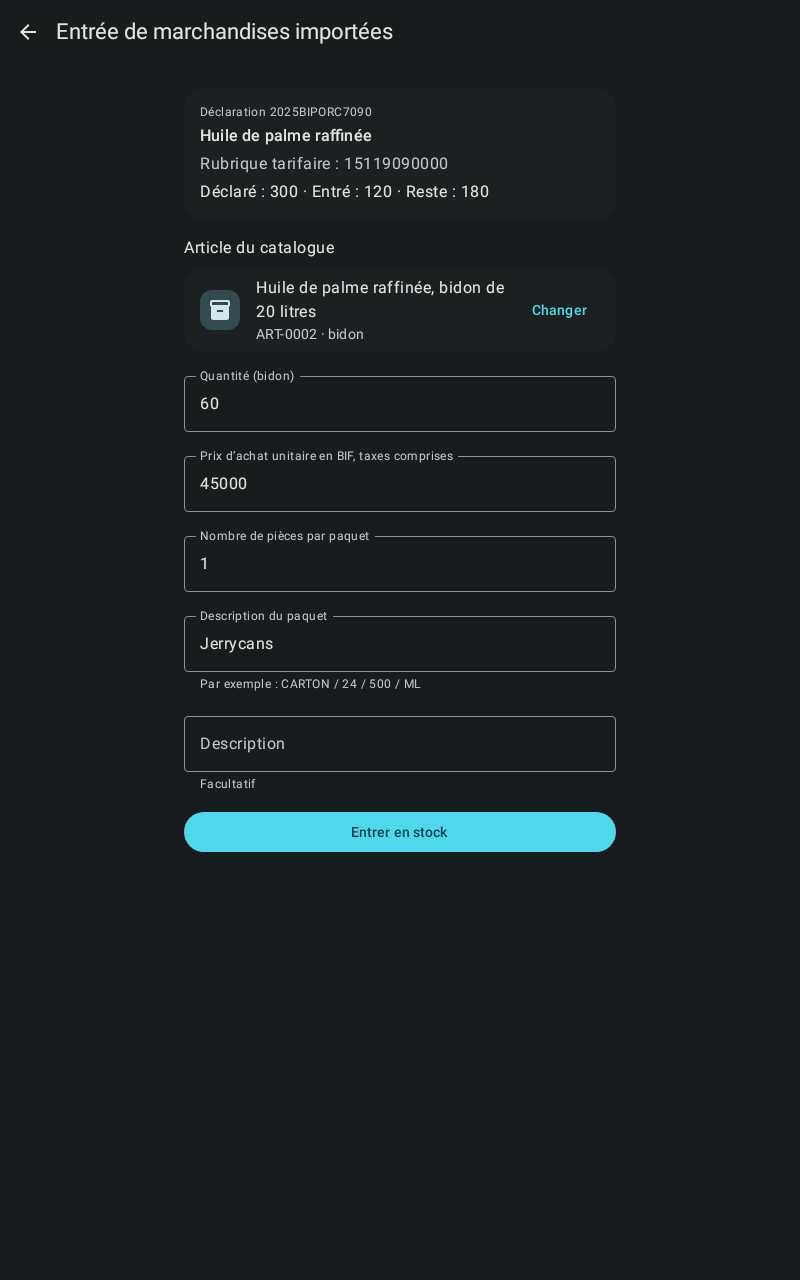 Entrée de marchandises importées
Déclaration 2025BIPORC7090
Huile de palme raffinée
Rubrique tarifaire : 15119090000
Déclaré : 300 · Entré : 120 · Reste : 180
Article du catalogue
Huile de palme raffinée, bidon de
20 litres
ART-0002 · bidon
Changer
Quantité (bidon)
60
Prix d’achat unitaire en BIF, taxes comprises
45000
Nombre de pièces par paquet
1
Description du paquet
Jerrycans
Par exemple : CARTON / 24 / 500 / ML
Description
Facultatif
Entrer en stock